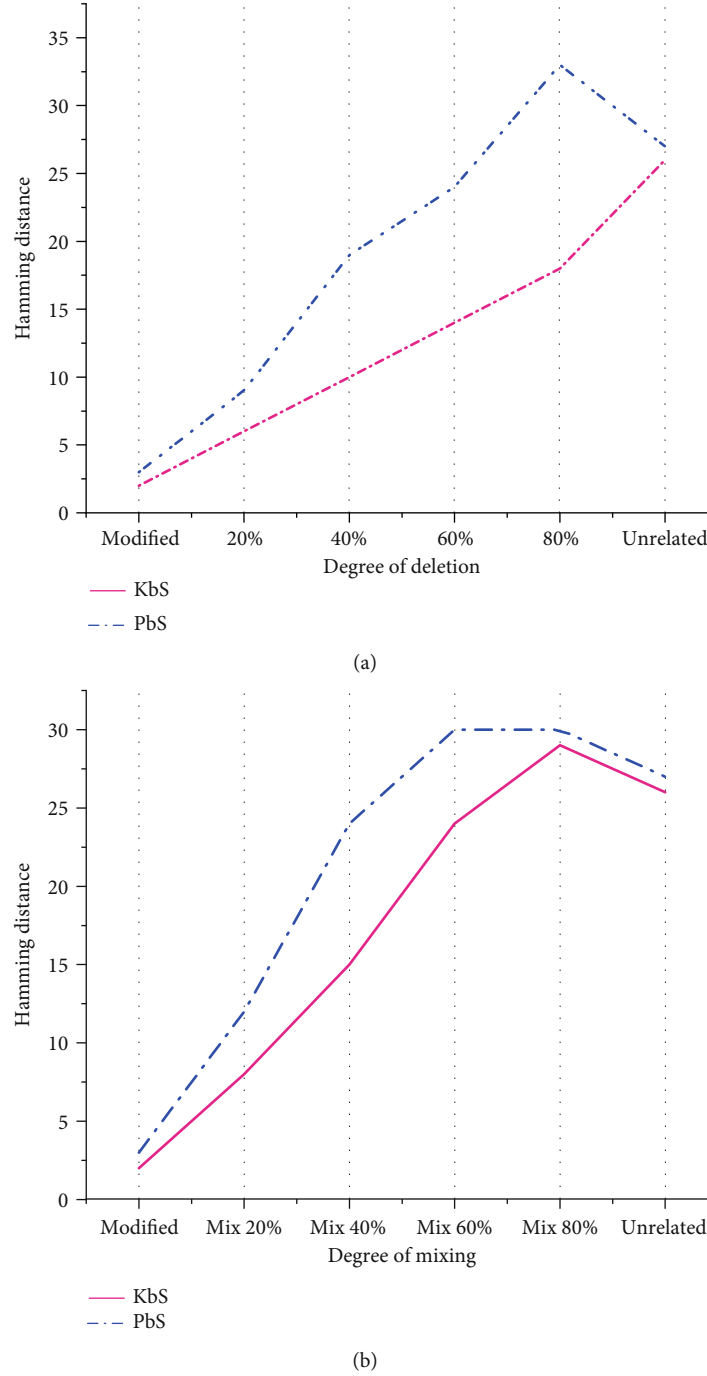 35
30
25
20
15
10
5
0
Hamming distance
Modified 20% 40% 60% 80% Unrelated
Degree of deletion
KbS
PbS
(a)
30
25
20
15
10
5
0
Hamming distance
Modified Mix 20% Mix 40% Mix 60% Mix 80% Unrelated
Degree of mixing
KbS
PbS
(b)